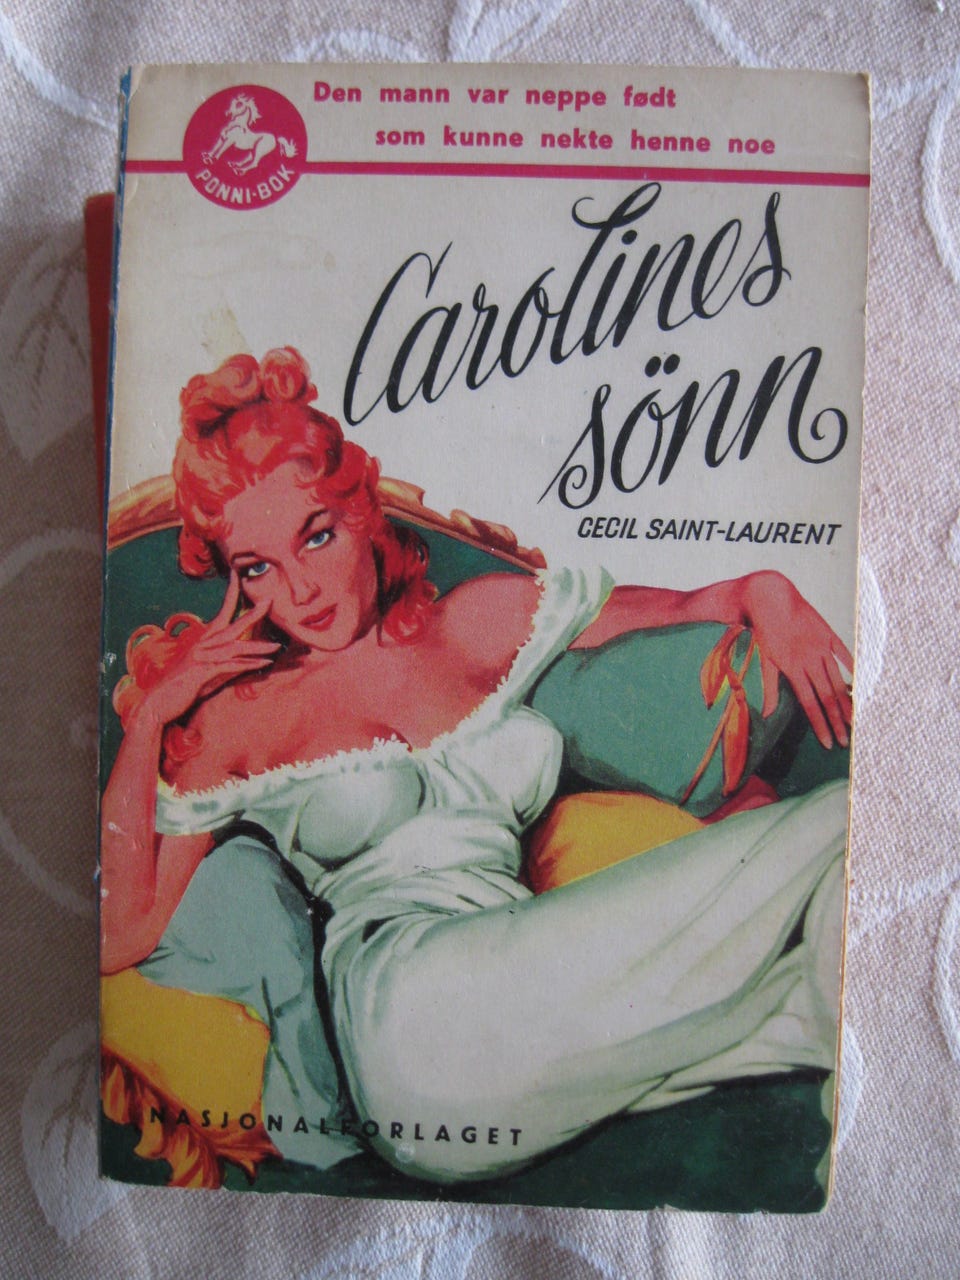 Den mann var neppe født
som kunne nekte henne noe
PONNI-BOK
Carolines
sönn
CECIL SAINT-LAURENT
NASJONALFORLAGET